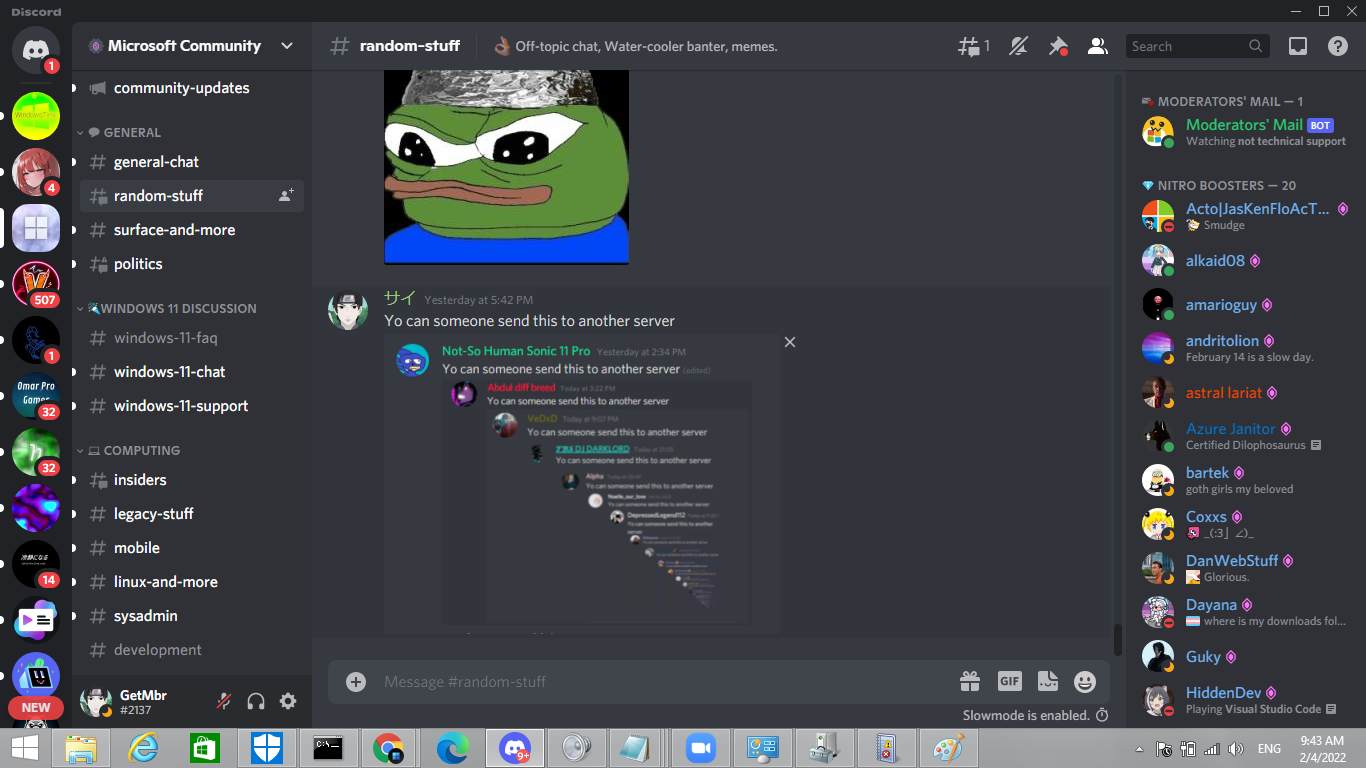 Discord
1
WindowsTime
4
507
1
Omar Pro
Gamer
32
32
14
NEW
Microsoft Community
community-updates
GENERAL
general-chat
random-stuff
surface-and-more
politics
WINDOWS 11 DISCUSSION
windows-11-faq
windows-11-chat
windows-11-support
COMPUTING
insiders
legacy-stuff
mobile
linux-and-more
sysadmin
development
GetMbr
#2137
random-stuff
👌🏽 Off-topic chat, Water-cooler banter, memes.
1
Search
サイ Yesterday at 5:42 PM
Yo can someone send this to another server
Not-So Human Sonic 11 Pro Yesterday at 2:34 PM
Yo can someone send this to another server (edited)
Abdul diff breed Today at 3:22 PM
Yo can someone send this to another server
VeDxD Today at 9:07 PM
Yo can someone send this to another server
DJ DARKLORD Today at 21:05
Yo can someone send this to another server
Alpha
Yo can someone send this to another server
Noelle_our_love
Yo can someone send this to another server
DepressedLegend112
Yo can someone send this to another
server
Message #random-stuff
GIF
Slowmode is enabled.
MODERATORS' MAIL — 1
Moderators' Mail BOT
Watching not technical support
NITRO BOOSTERS — 20
Acto|JasKenFloAcT...
Smudge
alkaid08
amarioguy
andritolion
February 14 is a slow day.
astral lariat
Azure Janitor
Certified Dilophosaurus
bartek
goth girls my beloved
Coxxs
_(:3」∠)_
DanWebStuff
Glorious.
Dayana
where is my downloads fol...
Guky
HiddenDev
Playing Visual Studio Code
9+
ENG
9:43 AM
2/4/2022